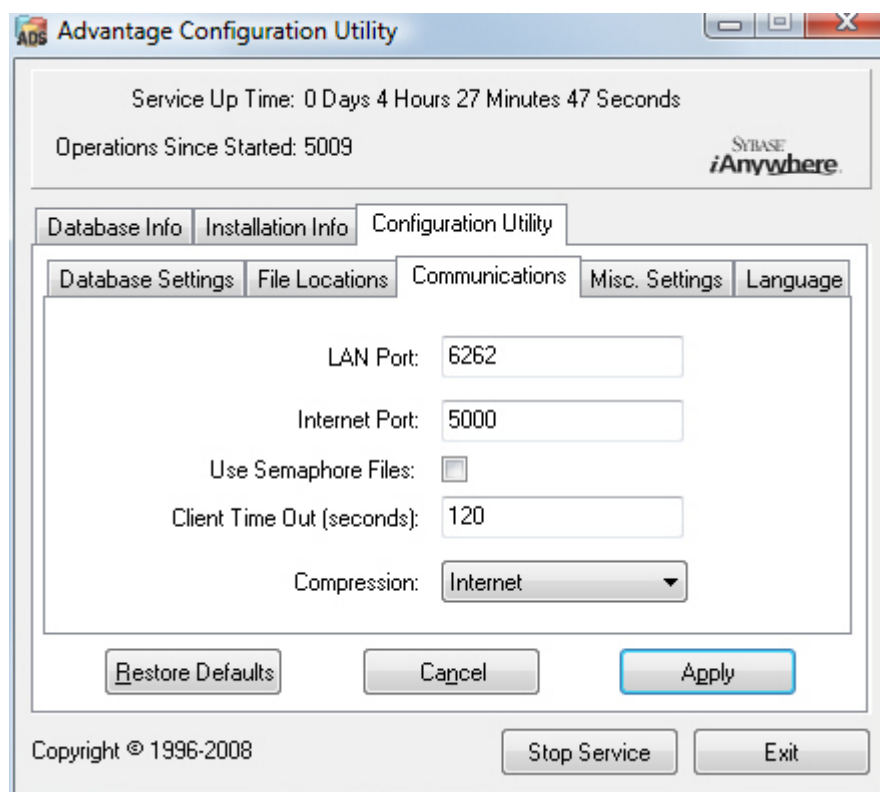 ADS Advantage Configuration Utility
Service Up Time: 0 Days 4 Hours 27 Minutes 47 Seconds
Operations Since Started: 5009
SYBASE
iAnywhere.
Database Info Installation Info Configuration Utility
Database Settings File Locations Communications Misc. Settings Language
LAN Port: 6262
Internet Port: 5000
Use Semaphore Files:
Client Time Out (seconds): 120
Compression: Internet
Restore Defaults Cancel Apply
Copyright © 1996-2008 Stop Service Exit